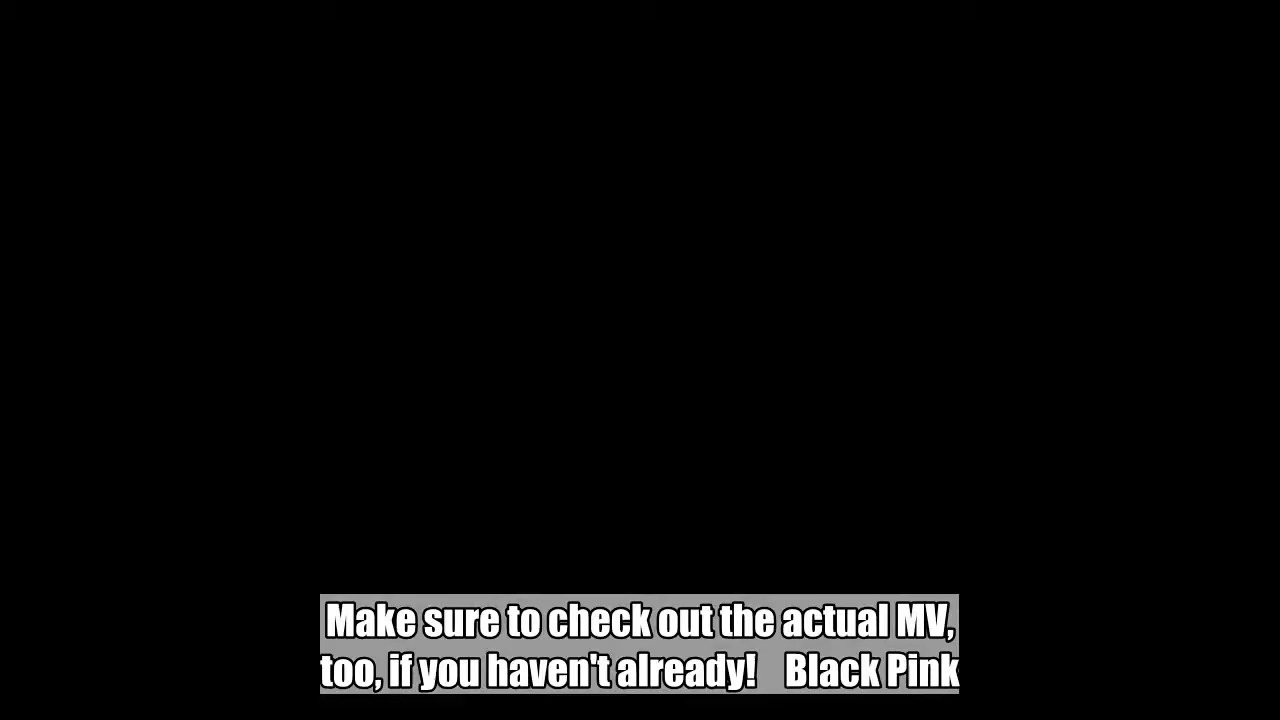 Make sure to check out the actual MV,
too, if you haven't already! Black Pink